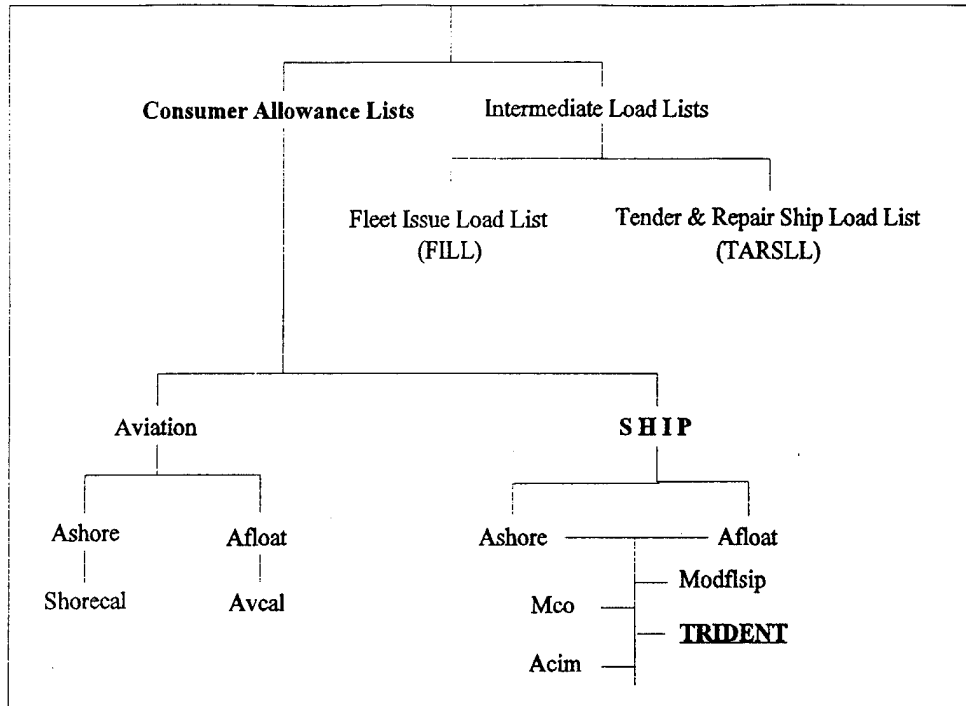 Consumer Allowance Lists
Intermediate Load Lists
Fleet Issue Load List
(FILL)
Tender & Repair Ship Load List
(TARSLL)
Aviation
S H I P
Ashore
Afloat
Ashore
Afloat
Shorecal
Avcal
Modflsip
Mco
TRIDENT
Acim